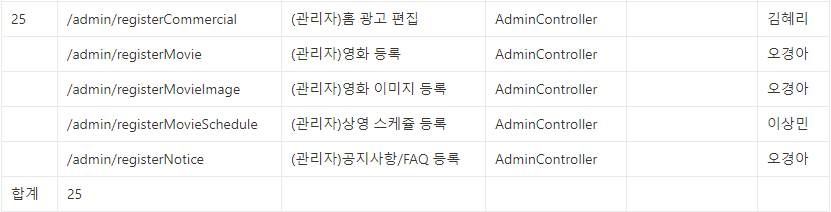 25 /admin/registerCommercial (관리자)홈 광고 편집 AdminController 김혜리
/admin/registerMovie (관리자)영화 등록 AdminController 오경아
/admin/registerMovieImage (관리자)영화 이미지 등록 AdminController 오경아
/admin/registerMovieSchedule (관리자)상영 스케쥴 등록 AdminController 이상민
/admin/registerNotice (관리자)공지사항/FAQ 등록 AdminController 오경아
합계 25